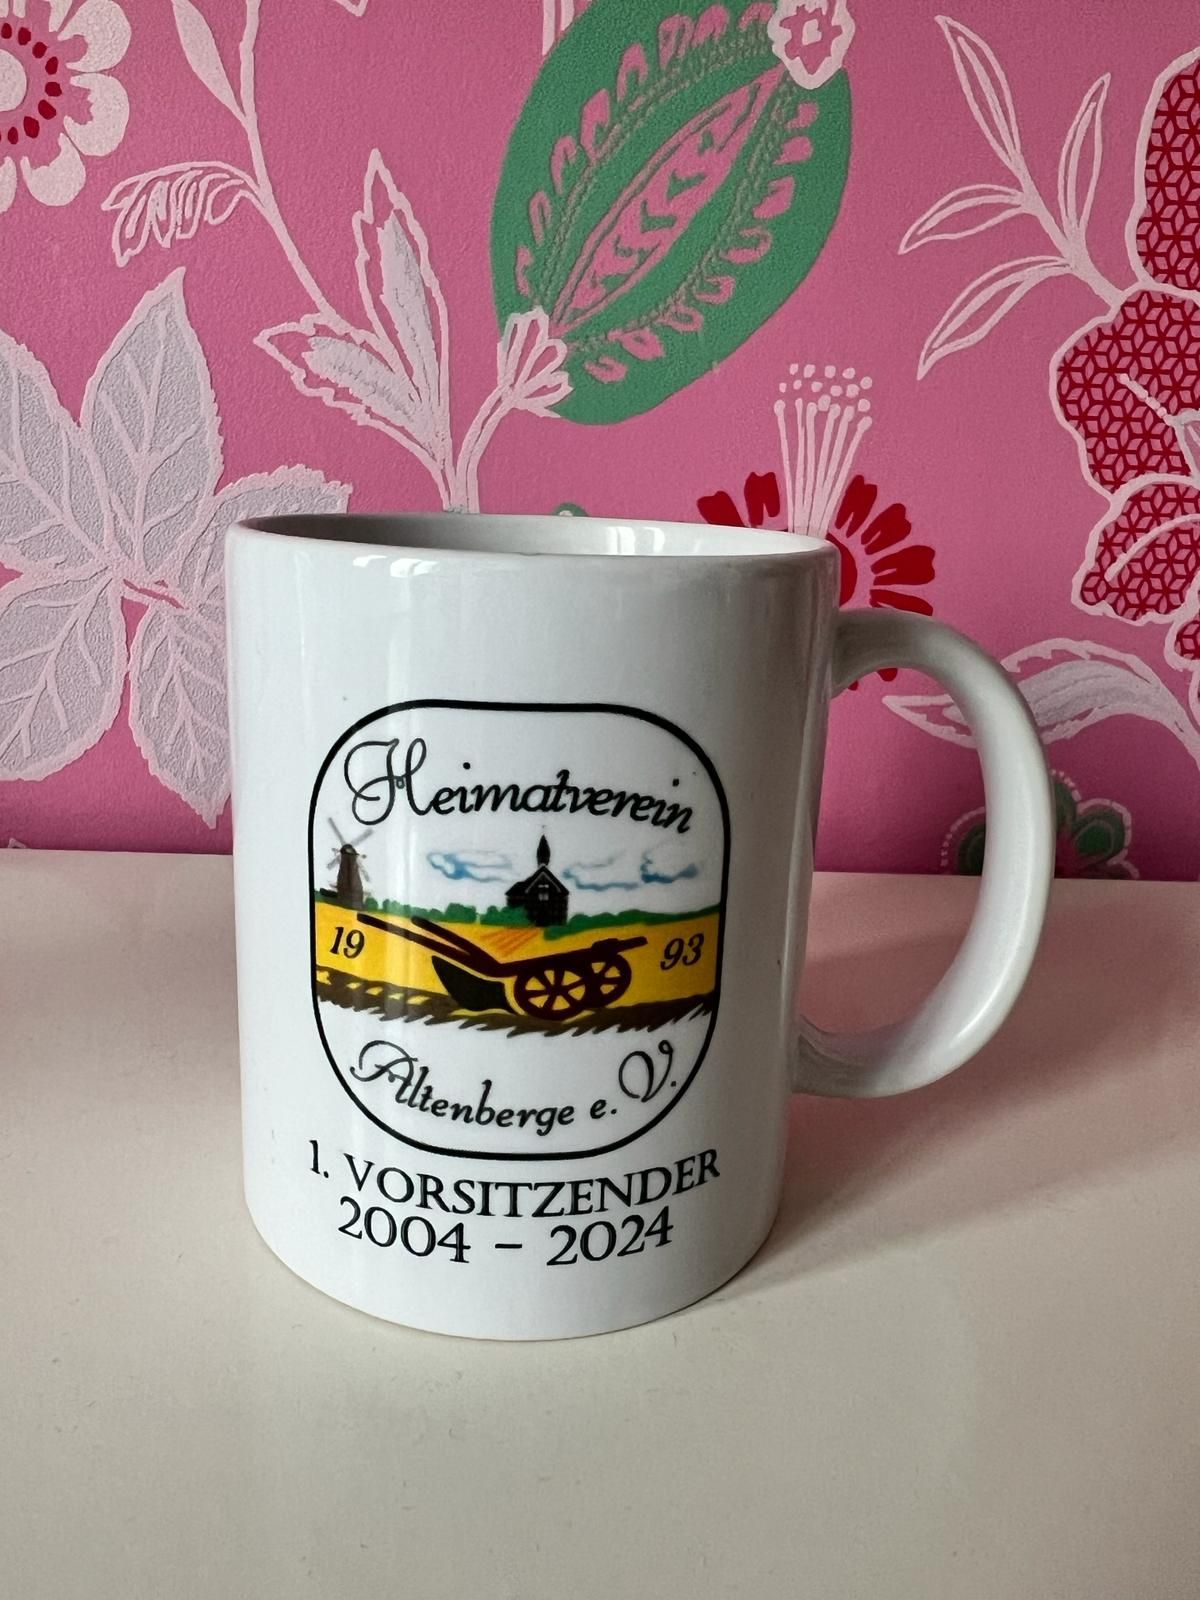 Heimatverein
19 93
Altenberge e. V.
1. VORSITZENDER
2004 – 2024